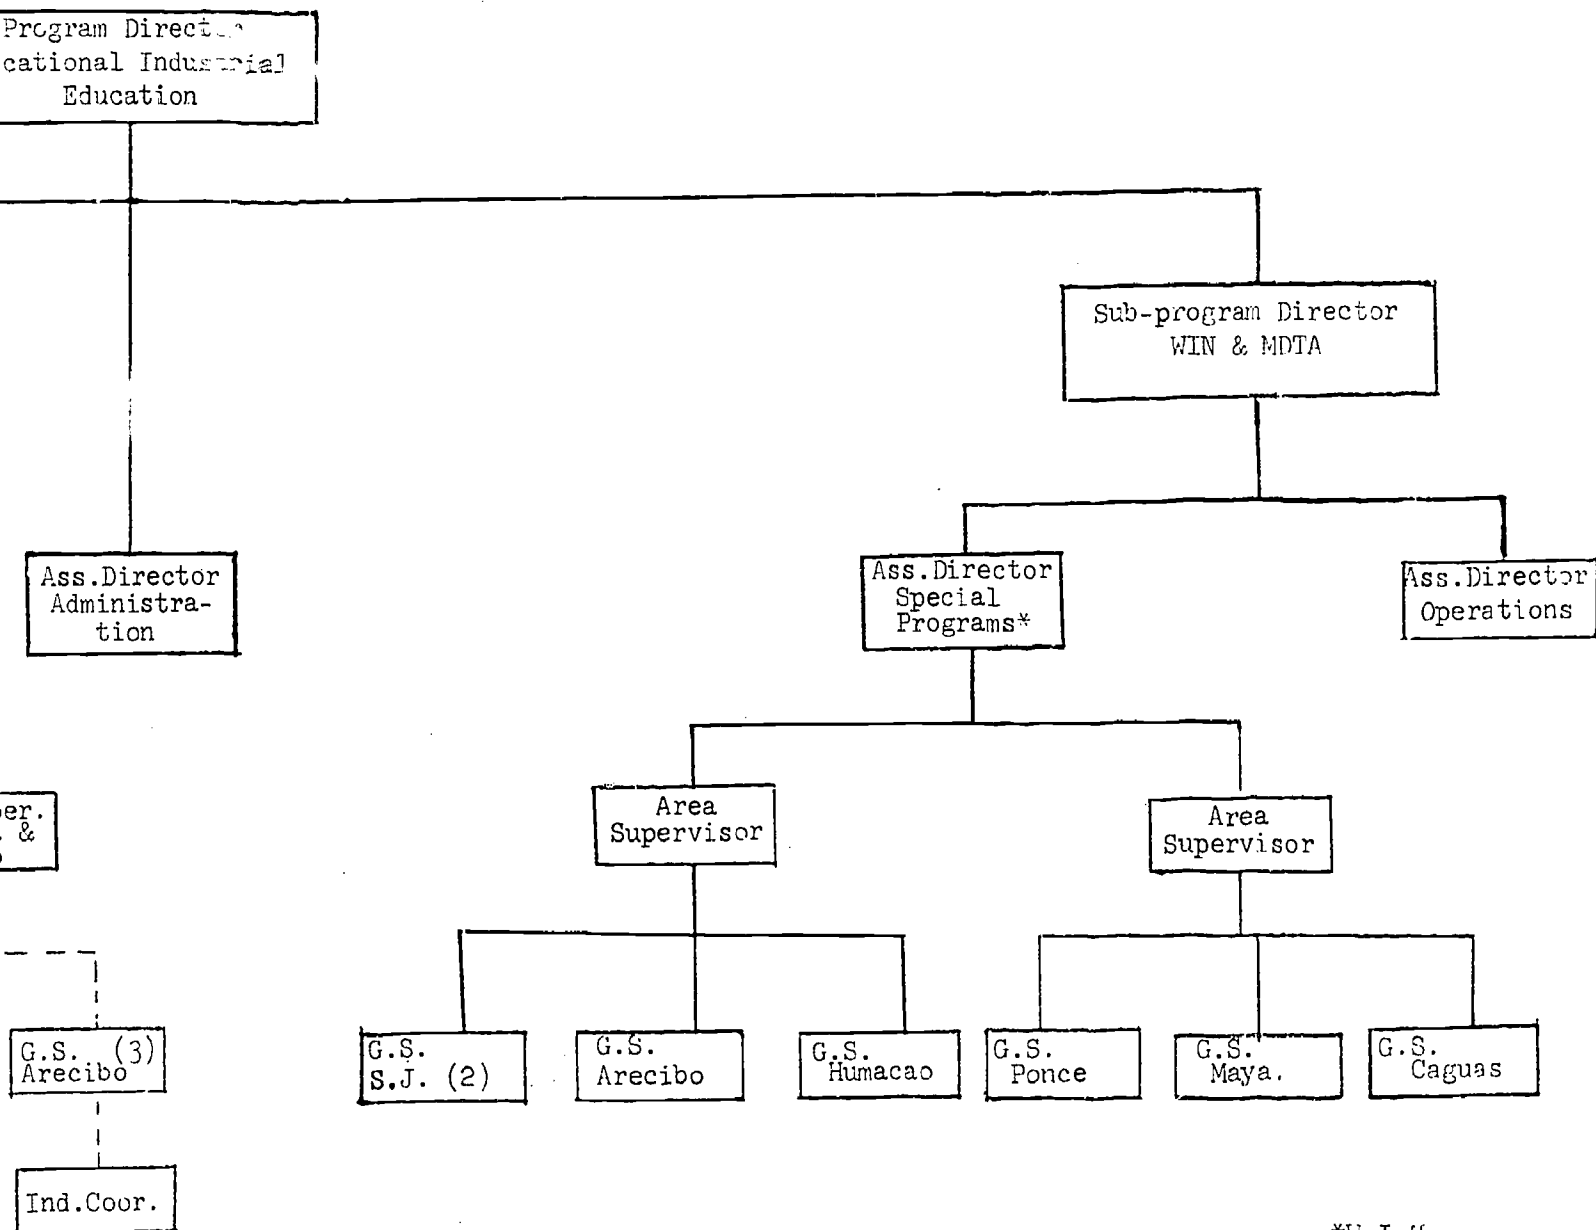 Program
cational Industrial
Education
Sub-program Director
WIN & MDTA
Ass.Director
Administra-
tion
Ass.Director
Special
Programs*
Ass.Director
Operations
er.
. &
Area
Supervisor
Area
Supervisor
G.S. (3)
Arecibo
G.S.
S.J. (2)
G.S.
Arecibo
G.S.
Humacao
G.S.
Ponce
G.S.
Maya.
G.S.
Caguas
Ind.Coor.